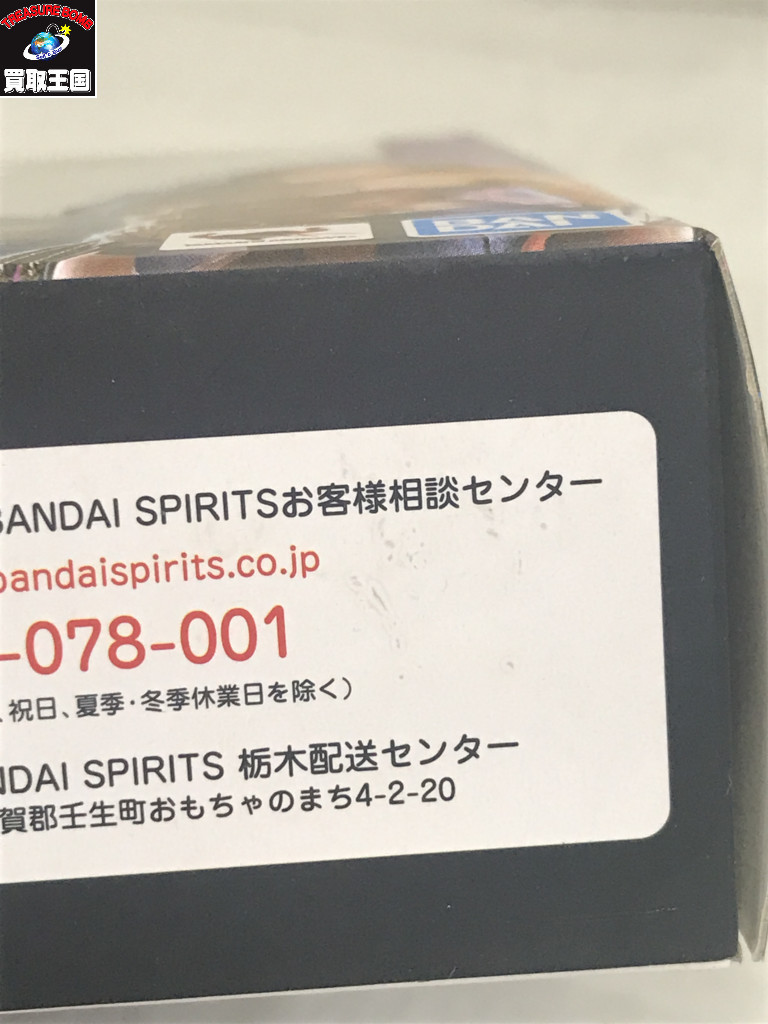 TREASURE BOMB
買取王国
BAN
DAI
BANDAI SPIRITSお客様相談センター
bandaispirits.co.jp
-078-001
、祝日、夏季・冬季休業日を除く）
NDAI SPIRITS 栃木配送センター
賀郡壬生町おもちゃのまち4-2-20